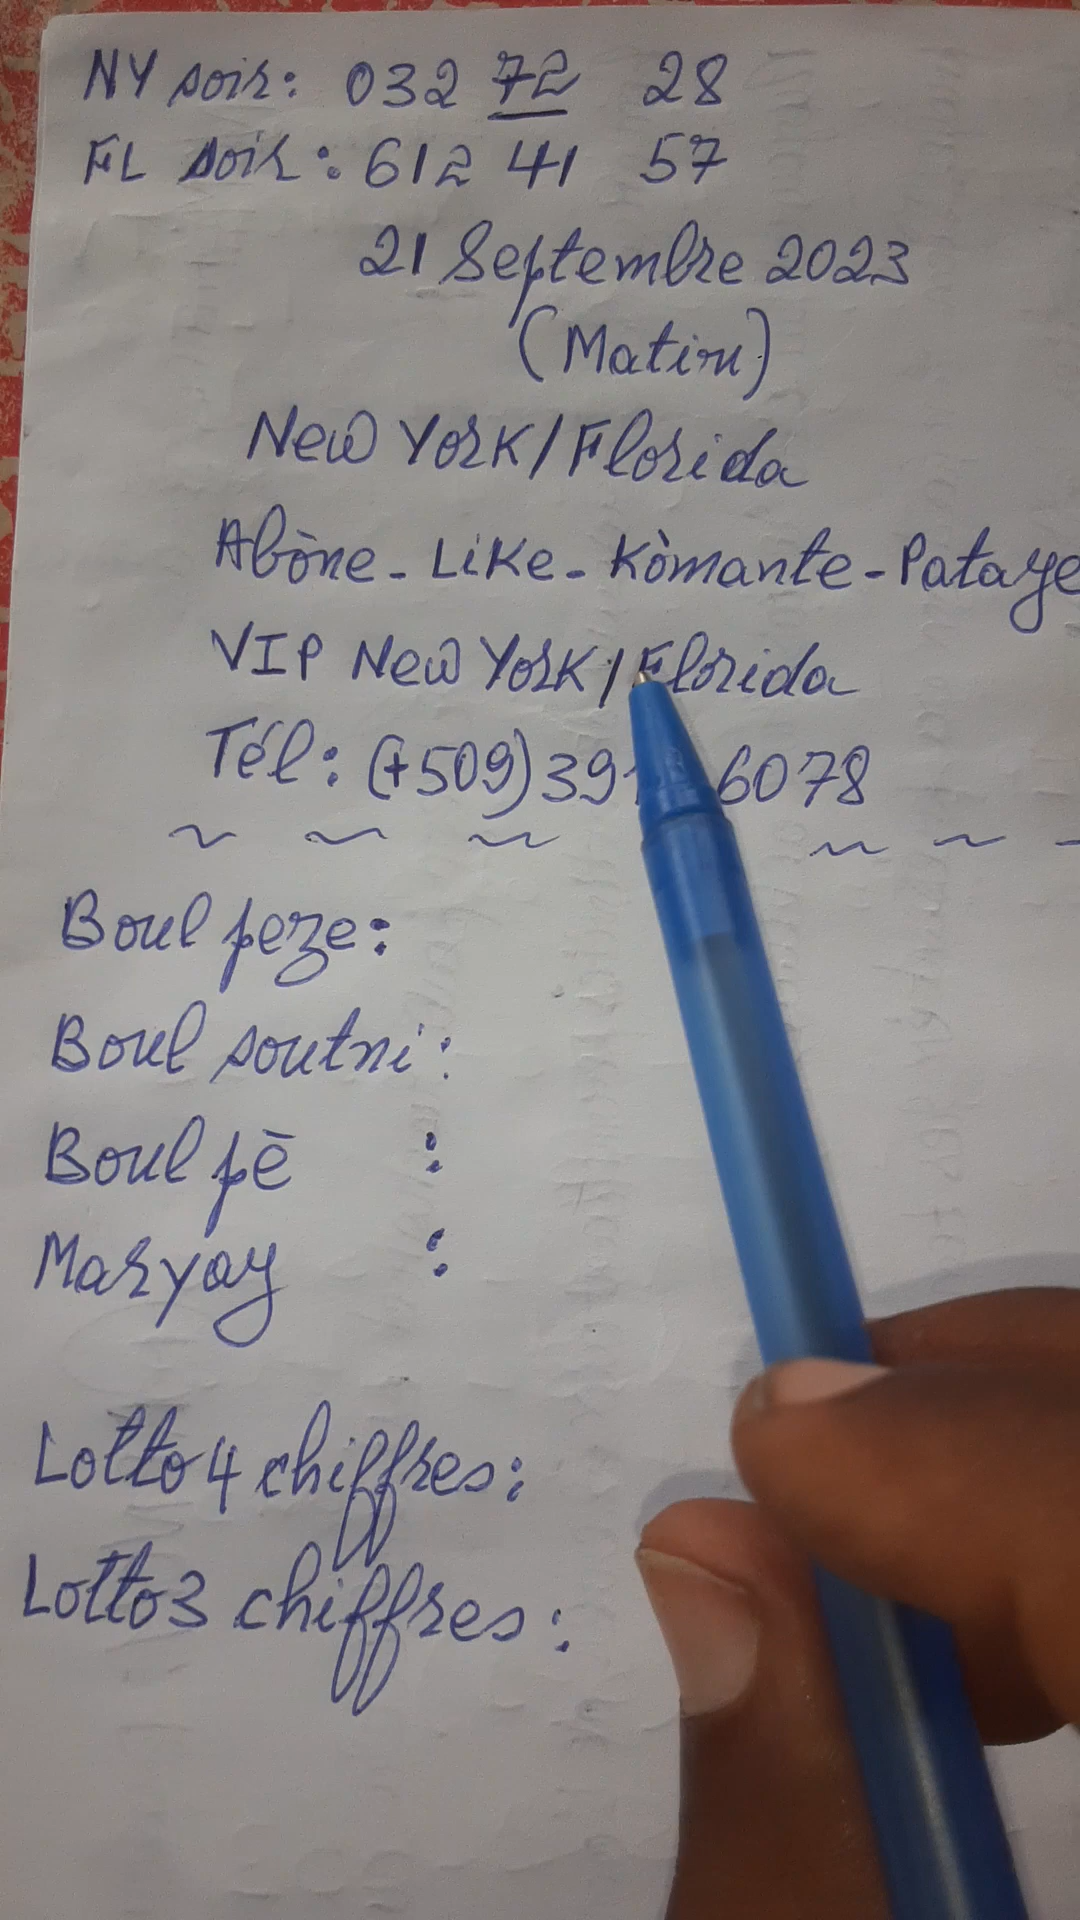 NY soir: 032 72 28
FL soir: 612 41 57
21 Septembre 2023
(Matin)
New York/Florida
Abòne - Like - Kòmante - Pataye
VIP New York/Florida
Tél: (+509) 39 6078
Boul peze:
Boul soutni:
Boul pè :
Maryay :
Lotto 4 chiffres:
Lotto 3 chiffres: